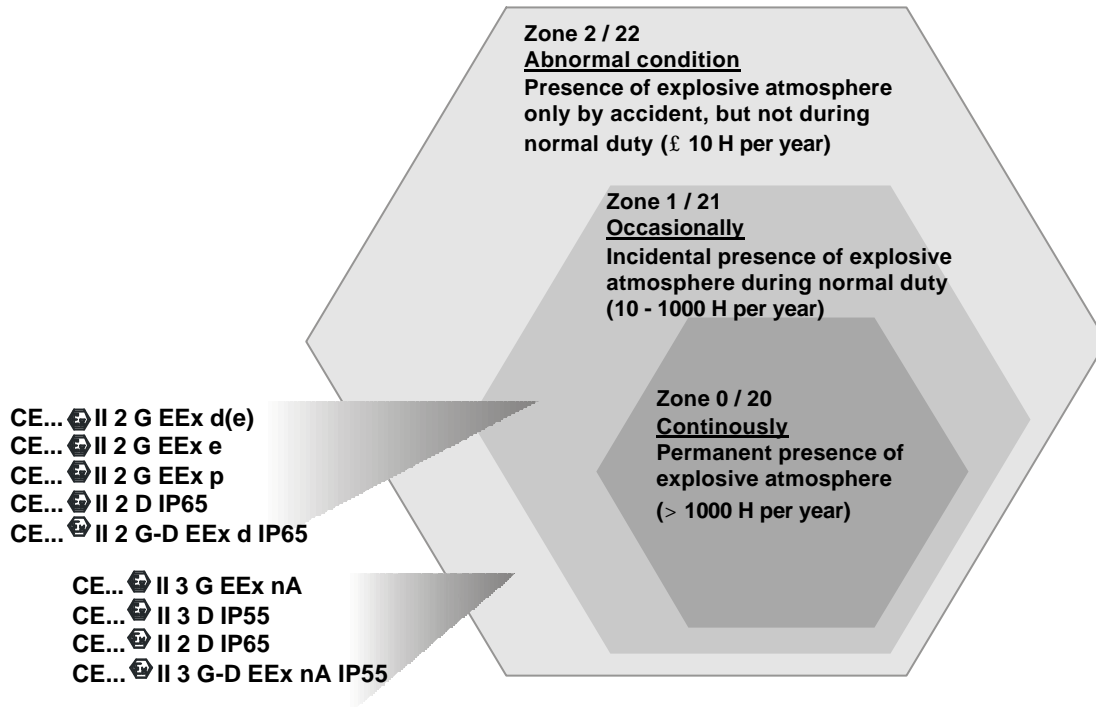 Zone 2 / 22
Abnormal condition
Presence of explosive atmosphere
only by accident, but not during
normal duty (£ 10 H per year)
Zone 1 / 21
Occasionally
Incidental presence of explosive
atmosphere during normal duty
(10 - 1000 H per year)
Zone 0 / 20
Continously
Permanent presence of
explosive atmosphere
(> 1000 H per year)
CE... II 2 G EEx d(e)
CE... II 2 G EEx e
CE... II 2 G EEx p
CE... II 2 D IP65
CE... II 2 G-D EEx d IP65
CE... II 3 G EEx nA
CE... II 3 D IP55
CE... II 2 D IP65
CE... II 3 G-D EEx nA IP55